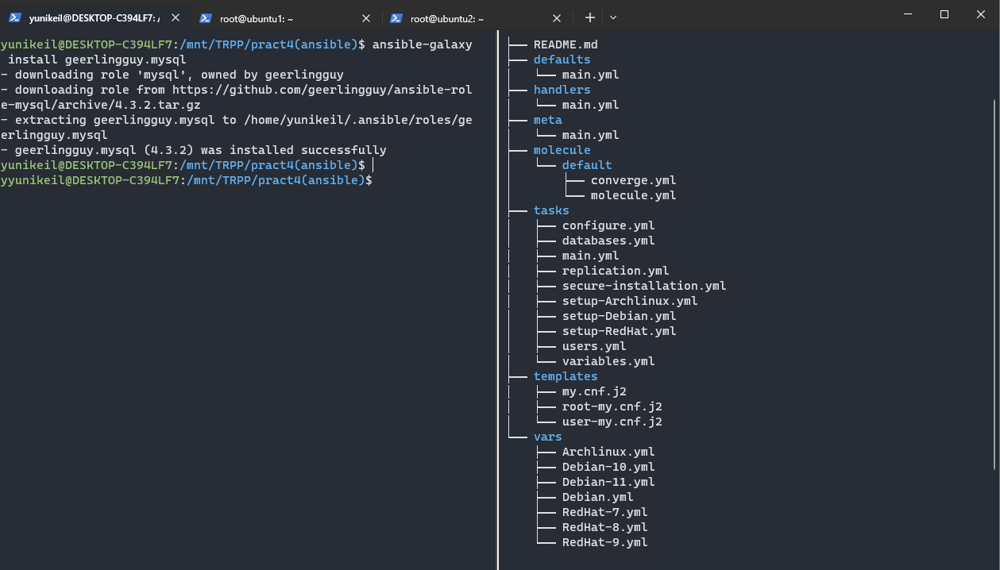 yunikeil@DESKTOP-C394LF7: /
root@ubuntu1: ~
root@ubuntu2: ~
yunikeil@DESKTOP-C394LF7:/mnt/TRPP/pract4(ansible)$ ansible-galaxy
 install geerlingguy.mysql
- downloading role 'mysql', owned by geerlingguy
- downloading role from https://github.com/geerlingguy/ansible-rol
e-mysql/archive/4.3.2.tar.gz
- extracting geerlingguy.mysql to /home/yunikeil/.ansible/roles/ge
erlingguy.mysql
- geerlingguy.mysql (4.3.2) was installed successfully
yunikeil@DESKTOP-C394LF7:/mnt/TRPP/pract4(ansible)$
yyunikeil@DESKTOP-C394LF7:/mnt/TRPP/pract4(ansible)$
├── README.md
├── defaults
│   └── main.yml
├── handlers
│   └── main.yml
├── meta
│   └── main.yml
├── molecule
│   └── default
│       ├── converge.yml
│       └── molecule.yml
├── tasks
│   ├── configure.yml
│   ├── databases.yml
│   ├── main.yml
│   ├── replication.yml
│   ├── secure-installation.yml
│   ├── setup-Archlinux.yml
│   ├── setup-Debian.yml
│   ├── setup-RedHat.yml
│   ├── users.yml
│   └── variables.yml
├── templates
│   ├── my.cnf.j2
│   ├── root-my.cnf.j2
│   └── user-my.cnf.j2
└── vars
    ├── Archlinux.yml
    ├── Debian-10.yml
    ├── Debian-11.yml
    ├── Debian.yml
    ├── RedHat-7.yml
    ├── RedHat-8.yml
    └── RedHat-9.yml